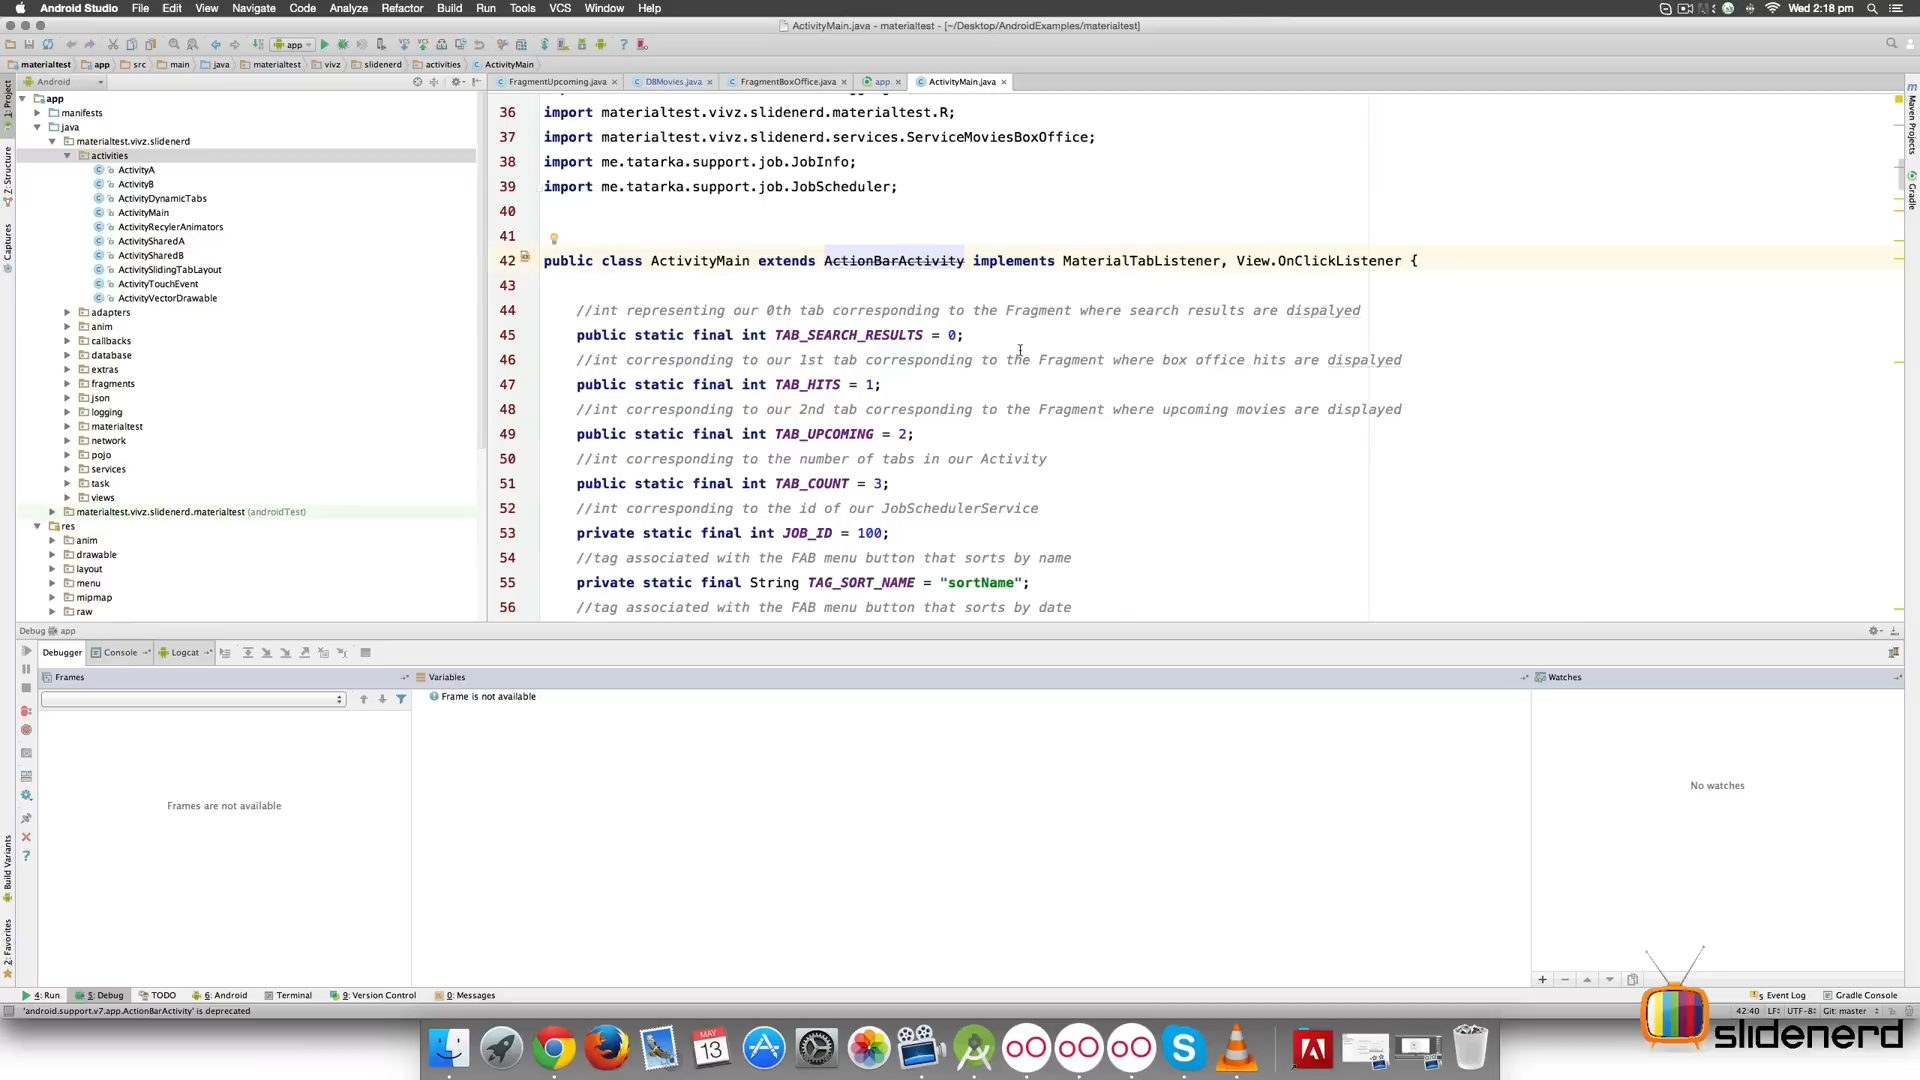 Android Studio File Edit View Navigate Code Analyze Refactor Build Run Tools VCS Window Help Wed 2:18 pm
ActivityMain.java - materialtest - [~/Desktop/AndroidExamples/materialtest]
app
materialtest app src main java materialtest vivz slidenerd activities ActivityMain
Android
FragmentUpcoming.java DBMovies.java FragmentBoxOffice.java app ActivityMain.java
1: Project
Z: Structure
Captures
Build Variants
2: Favorites
Maven Projects
Gradle
app
manifests
java
materialtest.vivz.slidenerd
activities
ActivityA
ActivityB
ActivityDynamicTabs
ActivityMain
ActivityRecylerAnimators
ActivitySharedA
ActivitySharedB
ActivitySlidingTabLayout
ActivityTouchEvent
ActivityVectorDrawable
adapters
anim
callbacks
database
extras
fragments
json
logging
materialtest
network
pojo
services
task
views
materialtest.vivz.slidenerd.materialtest (androidTest)
res
anim
drawable
layout
menu
mipmap
raw
36 import materialtest.vivz.slidenerd.materialtest.R;
37 import materialtest.vivz.slidenerd.services.ServiceMoviesBoxOffice;
38 import me.tatarka.support.job.JobInfo;
39 import me.tatarka.support.job.JobScheduler;
40
41
42 public class ActivityMain extends ActionBarActivity implements MaterialTabListener, View.OnClickListener {
43
44 //int representing our 0th tab corresponding to the Fragment where search results are dispalyed
45 public static final int TAB_SEARCH_RESULTS = 0;
46 //int corresponding to our 1st tab corresponding to the Fragment where box office hits are dispalyed
47 public static final int TAB_HITS = 1;
48 //int corresponding to our 2nd tab corresponding to the Fragment where upcoming movies are displayed
49 public static final int TAB_UPCOMING = 2;
50 //int corresponding to the number of tabs in our Activity
51 public static final int TAB_COUNT = 3;
52 //int corresponding to the id of our JobSchedulerService
53 private static final int JOB_ID = 100;
54 //tag associated with the FAB menu button that sorts by name
55 private static final String TAG_SORT_NAME = "sortName";
56 //tag associated with the FAB menu button that sorts by date
Debug app
Debugger Console Logcat
Frames Variables Watches
Frame is not available
Frames are not available
No watches
4: Run 5: Debug TODO 6: Android Terminal 9: Version Control 0: Messages Event Log Gradle Console
'android.support.v7.app.ActionBarActivity' is deprecated 42:40 LF UTF-8 Git: master
MAY
13
slidenerd